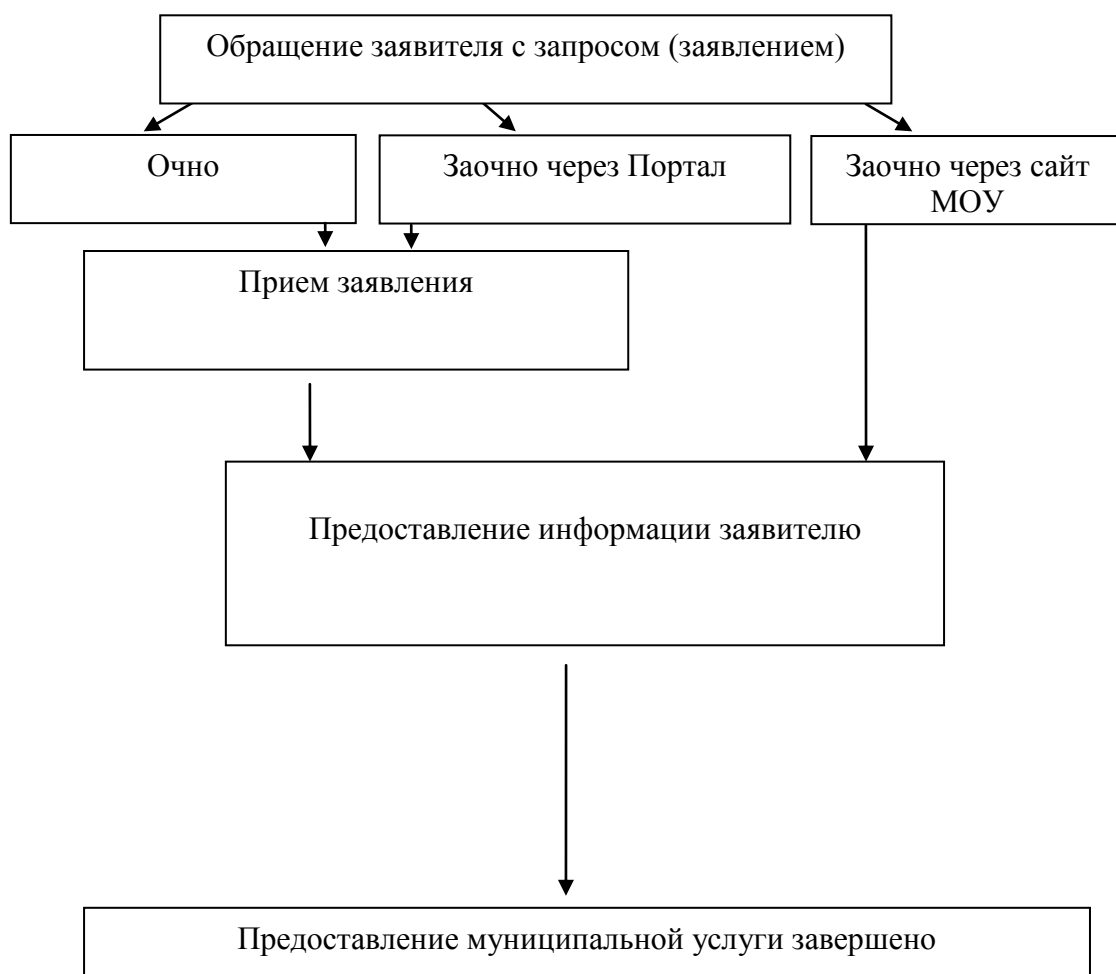 Обращение заявителя с запросом (заявлением)
Очно
Заочно через Портал
Заочно через сайт
МОУ
Прием заявления
Предоставление информации заявителю
Предоставление муниципальной услуги завершено